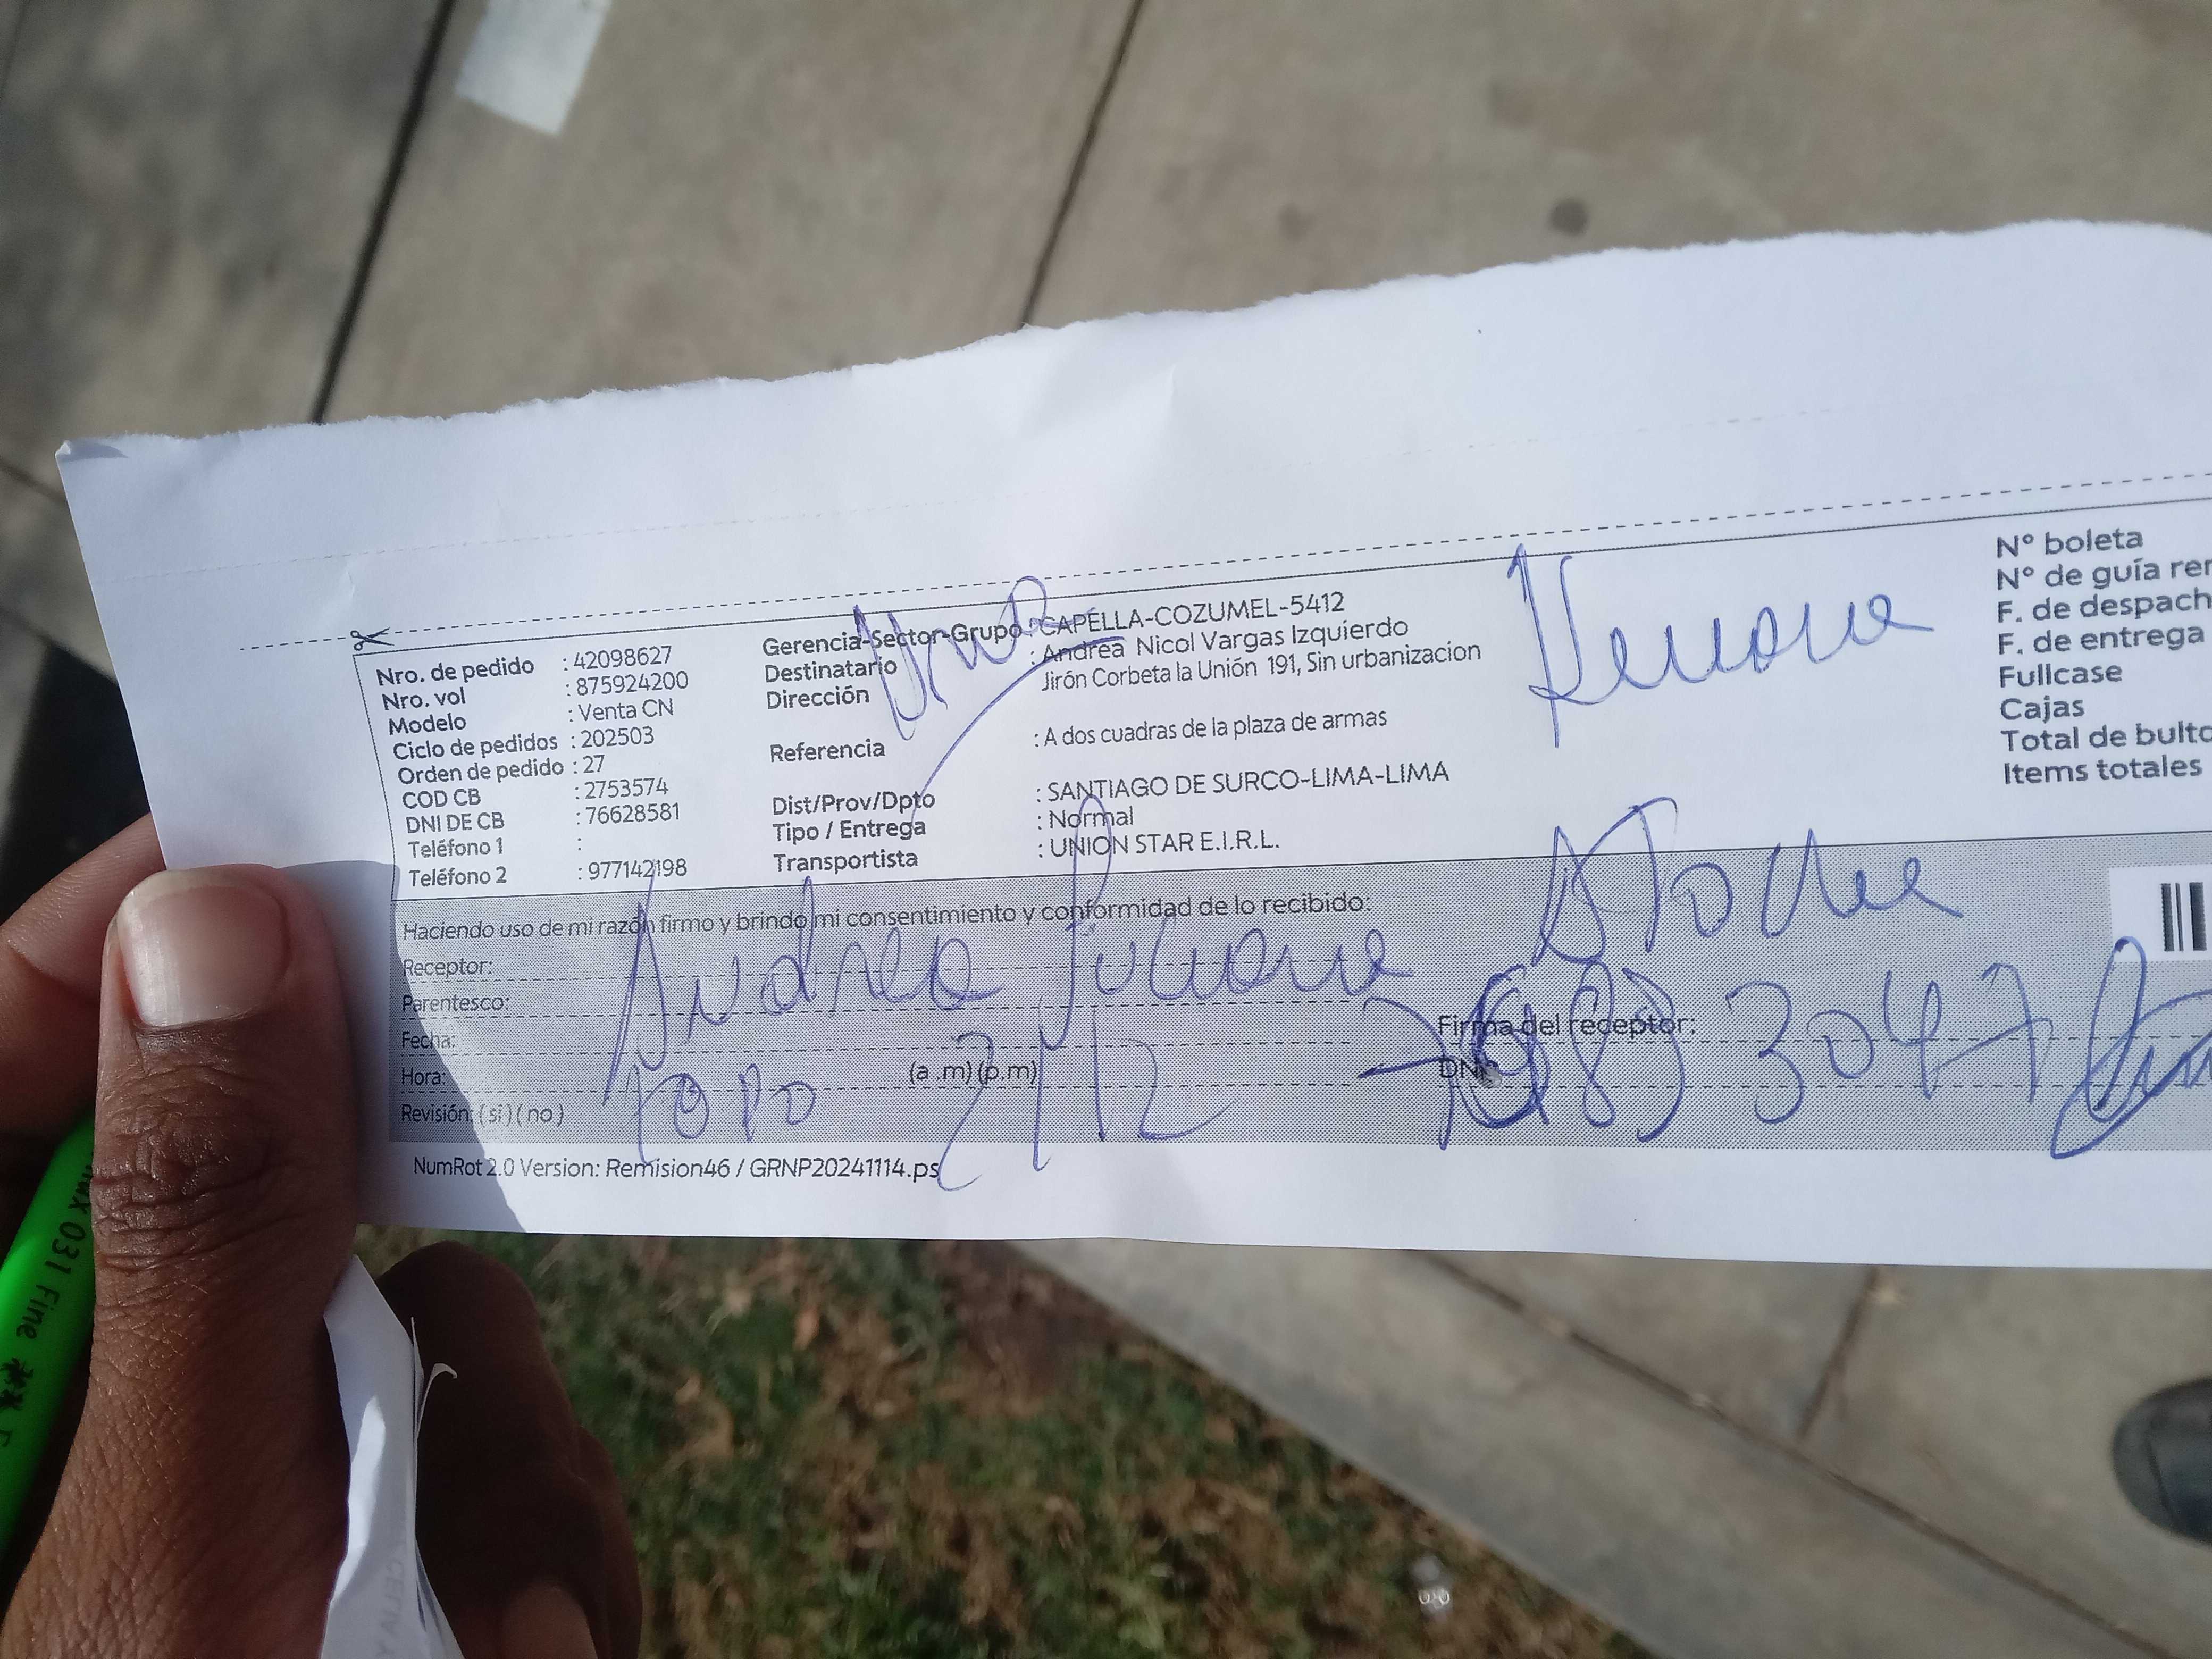 Nro. de pedido : 42098627
Nro. vol : 875924200
Modelo : Venta CN
Ciclo de pedidos : 202503
Orden de pedido : 27
COD CB : 2753574
DNI DE CB : 76628581
Teléfono 1 :
Teléfono 2 : 977142198
Gerencia-Sector-Grupo : CAPELLA-COZUMEL-5412
Destinatario : Andrea Nicol Vargas Izquierdo
Dirección Jirón Corbeta la Unión 191, Sin urbanizacion
Referencia : A dos cuadras de la plaza de armas
Dist/Prov/Dpto : SANTIAGO DE SURCO-LIMA-LIMA
Tipo / Entrega : Normal
Transportista : UNION STAR E.I.R.L.
N° boleta
N° de guía
F. de
F. de entrega
Fullcase
Cajas
Total de
Items totales
Haciendo uso de mi razón firmo y brindo mi consentimiento y conformidad de lo recibido:
Receptor: Andrea
Parentesco:
Fecha:
Hora: (a .m) (p.m)
Revisión: ( si ) ( no )
Firma del receptor:
DNI
NumRot 2.0 Version: Remision46 / GRNP20241114.ps
031 Fine